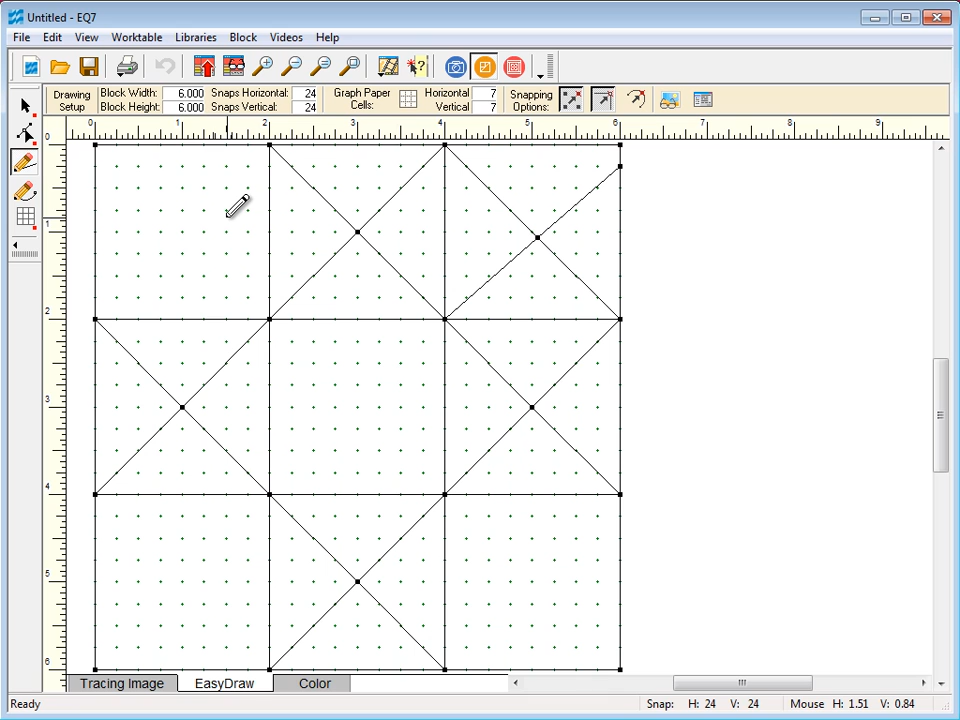 Untitled - EQ7
File Edit View Worktable Libraries Block Videos Help
Drawing Setup Block Width: 6.000 Snaps Horizontal: 24 Graph Paper Cells: Horizontal 7 Snapping Options:
Block Height: 6.000 Snaps Vertical: 24 Vertical 7
0 1 2 3 4 5 6 7 8 9
0
1
2
3
4
5
6
Tracing Image EasyDraw Color
Ready Snap: H: 24 V: 24 Mouse H: 1.51 V: 0.84